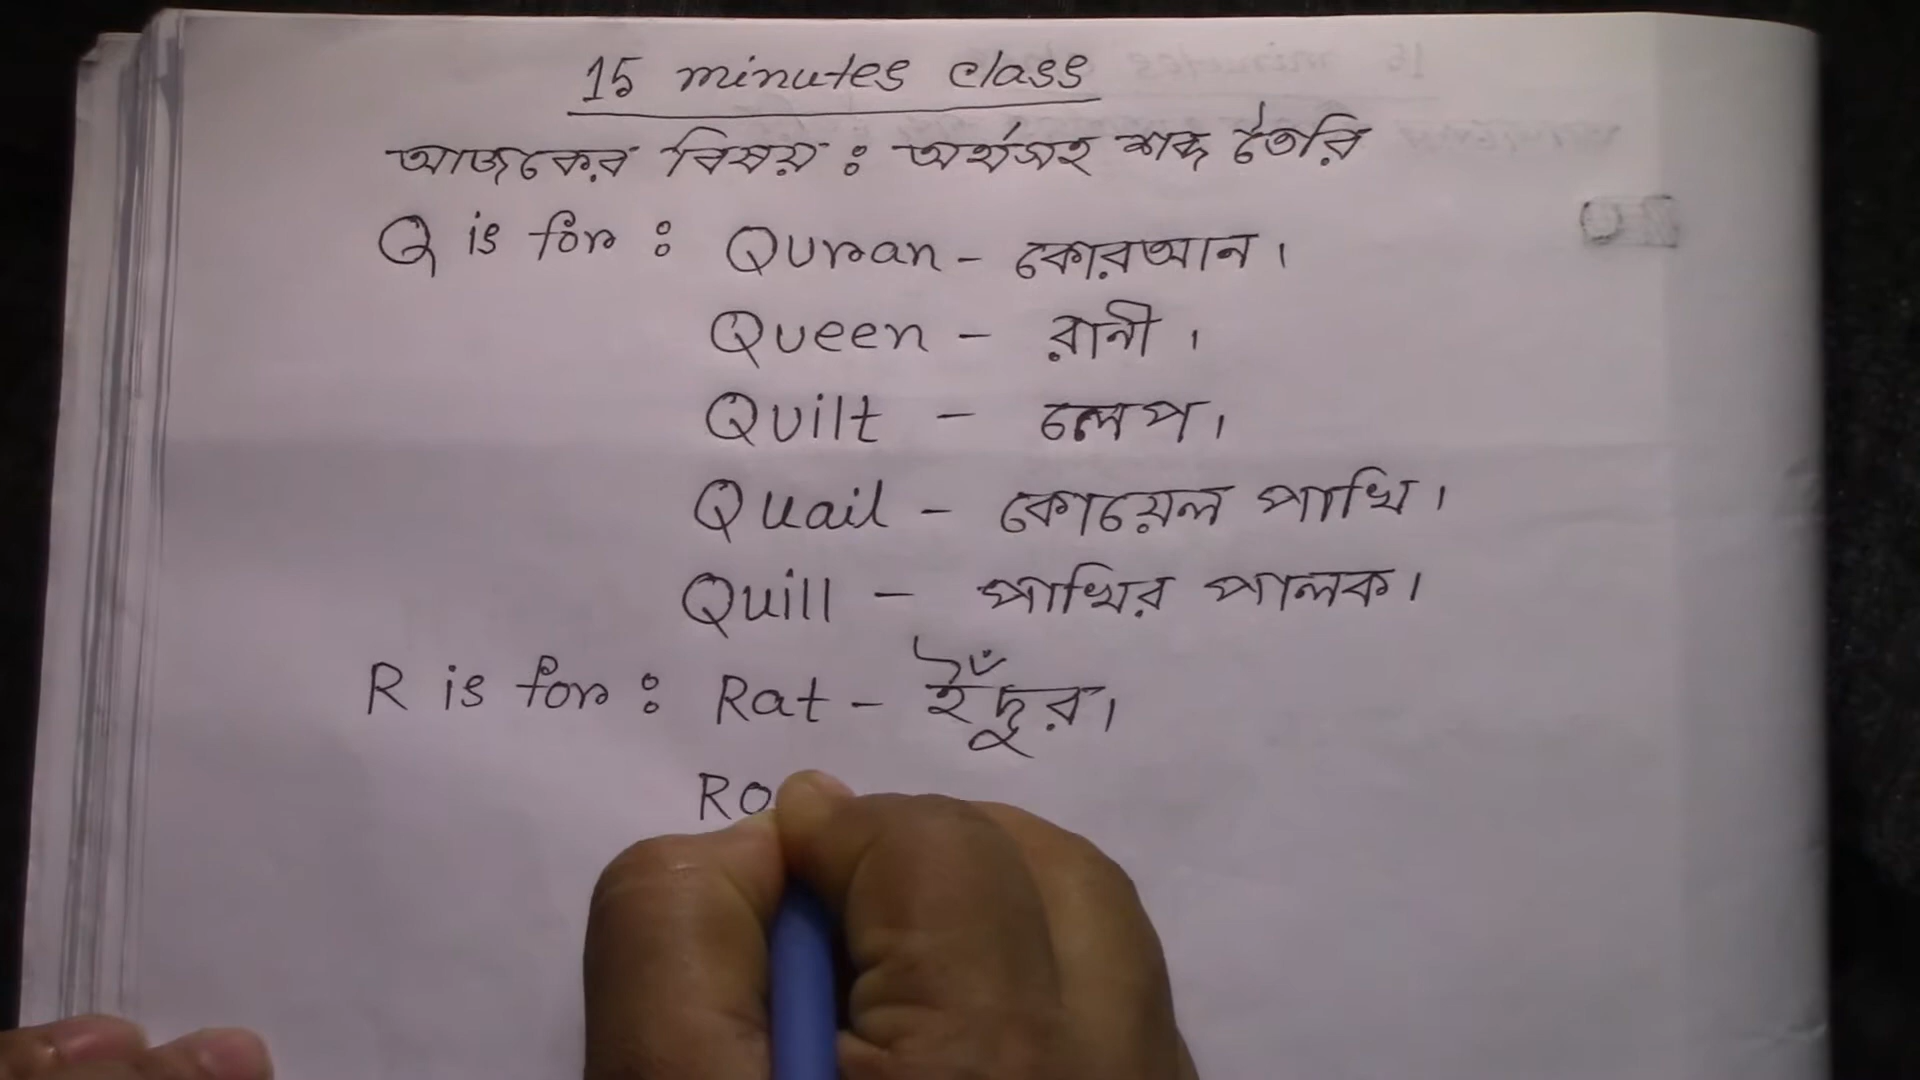 15 minutes class
আজকের বিষয় : অর্থসহ শব্দ তৈরি
Q is for : Quran - কোরআন।
Queen - রানী।
Quilt - লেপ।
Quail - কোয়েল পাখি।
Quill - পাখির পালক।
R is for : Rat - ইঁদুর।
Ro